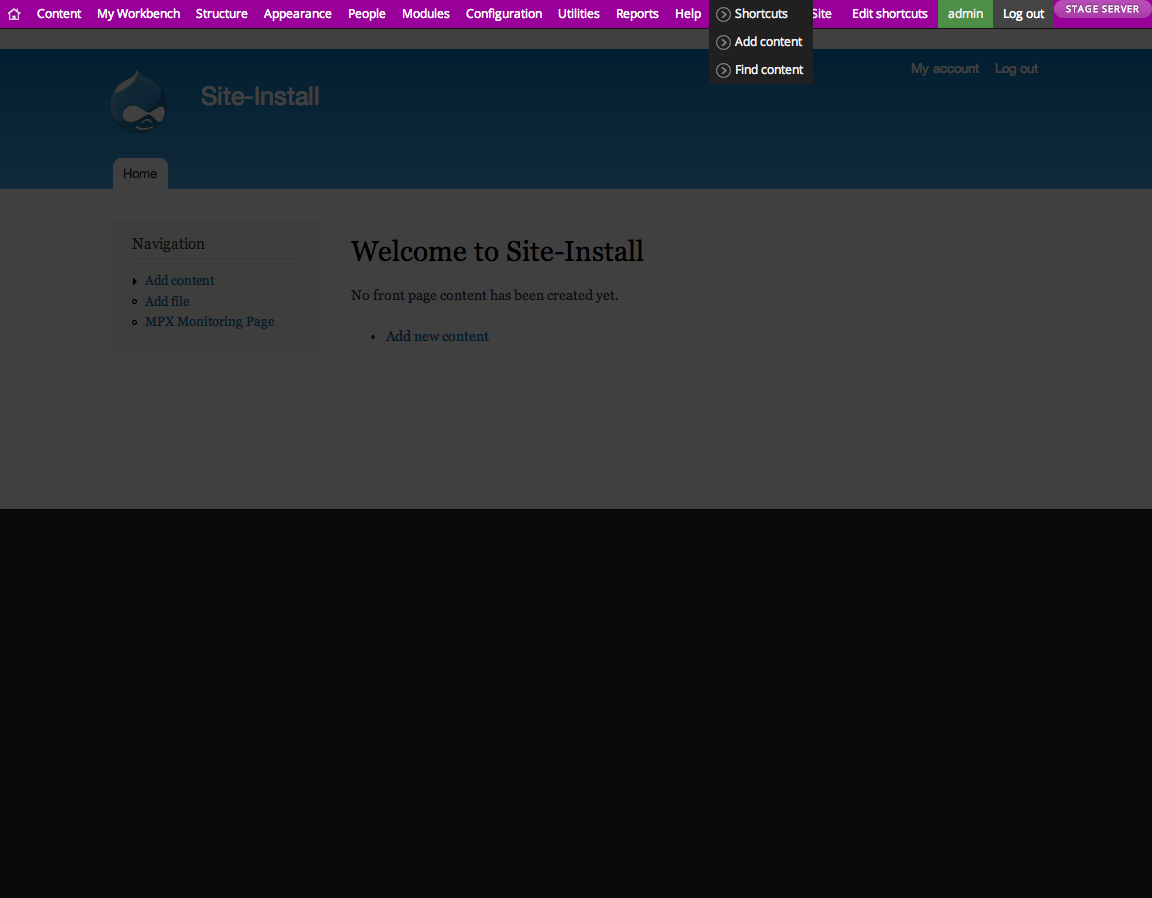 Content My Workbench Structure Appearance People Modules Configuration Utilities Reports Help Shortcuts Site Edit shortcuts admin Log out STAGE SERVER
Add content
Find content
My account Log out
Site-Install
Home
Navigation
Add content
Add file
MPX Monitoring Page
Welcome to Site-Install
No front page content has been created yet.
Add new content